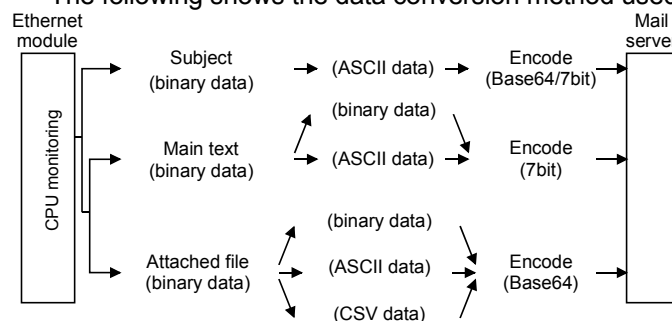 The following shows the data conversion method used
Ethernet
module
Mail
server
CPU monitoring
Subject
(binary data)
(ASCII data)
Encode
(Base64/7bit)
Main text
(binary data)
(binary data)
(ASCII data)
Encode
(7bit)
Attached file
(binary data)
(binary data)
(ASCII data)
(CSV data)
Encode
(Base64)